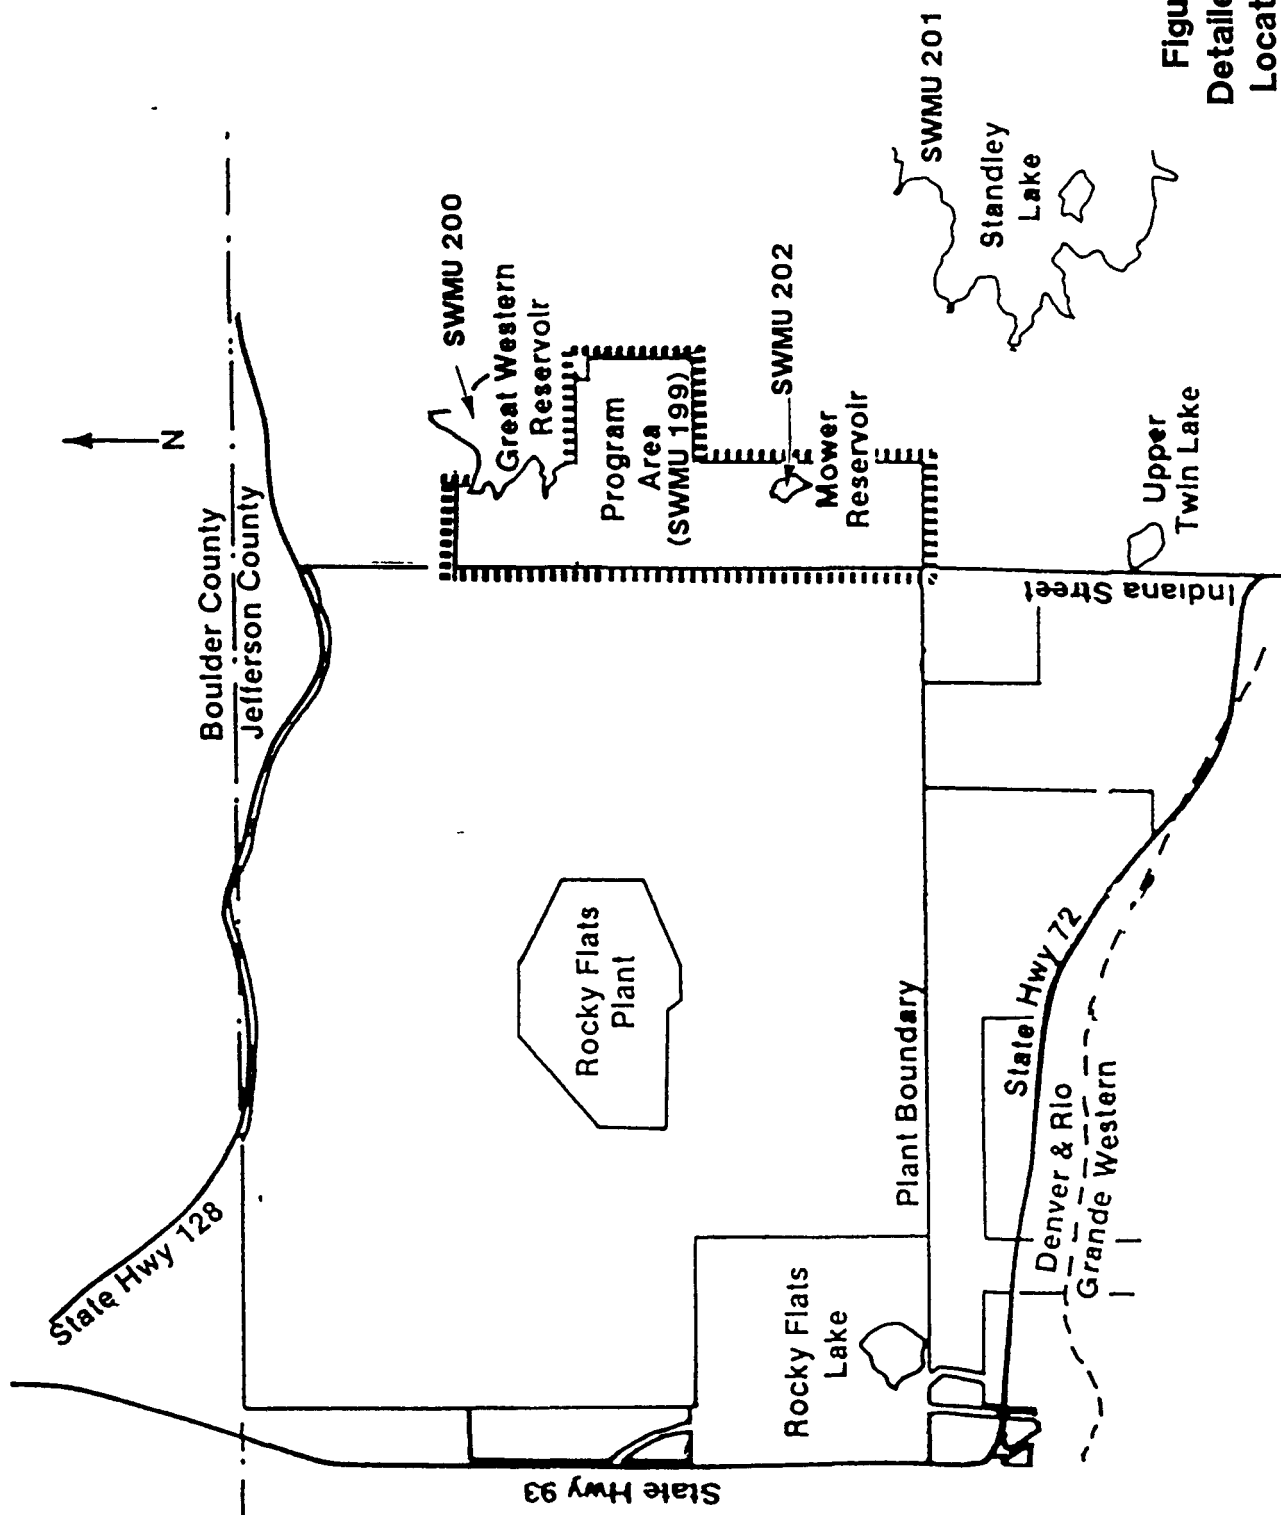 State Hwy 128
Boulder County
Jefferson County
N
SWMU 200
Great Western
Reservoir
Program
Area
(SWMU 199)
SWMU 202
Mower
Reservoir
SWMU 201
Standley
Lake
Upper
Twin Lake
Indiana Street
Rocky Flats
Plant
Plant Boundary
State Hwy 72
Denver & Rio
Grande Western
Rocky Flats
Lake
State Hwy 93
Figu
Detaile
Locat